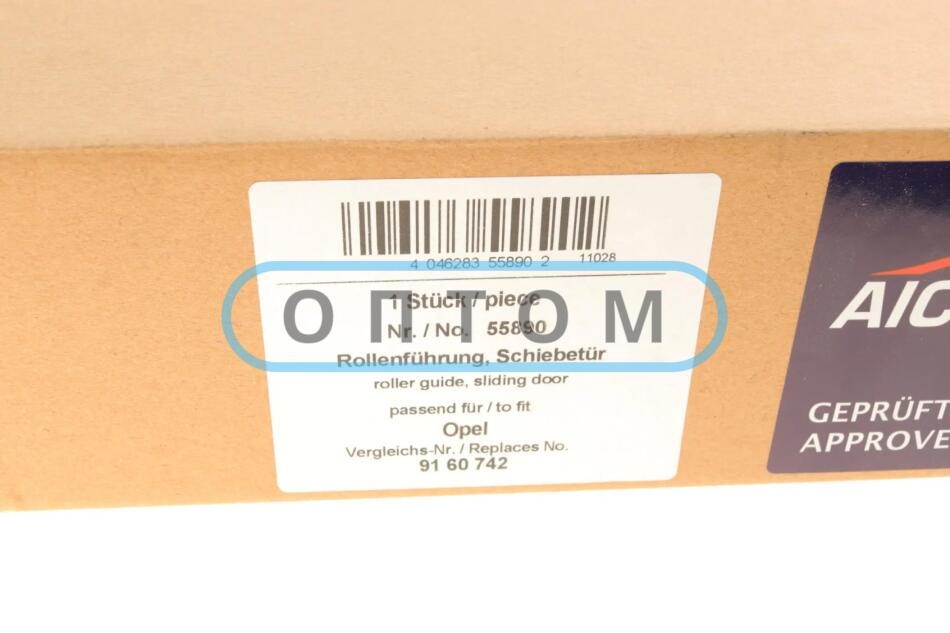 4 046283 55890 2
11028
1 Stück / piece
Nr. / No. 55890
ОПТОМ
Rollenführung, Schiebetür
roller guide, sliding door
passend für / to fit
Opel
Vergleichs-Nr. / Replaces No.
91 60 742
AIC
GEPRÜFT
APPROVE